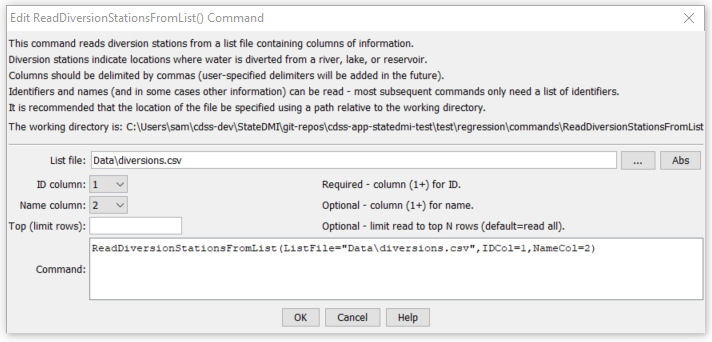 Edit ReadDiversionStationsFromList() Command
This command reads diversion stations from a list file containing columns of information.
Diversion stations indicate locations where water is diverted from a river, lake, or reservoir.
Columns should be delimited by commas (user-specified delimiters will be added in the future).
Identifiers and names (and in some cases other information) can be read - most subsequent commands only need a list of identifiers.
It is recommended that the location of the file be specified using a path relative to the working directory.
The working directory is: C:\Users\sam\cdss-dev\StateDMI\git-repos\cdss-app-statedmi-test\test\regression\commands\ReadDiversionStationsFromList
List file: Data\diversions.csv ... Abs
ID column: 1 Required - column (1+) for ID.
Name column: 2 Optional - column (1+) for name.
Top (limit rows): Optional - limit read to top N rows (default=read all).
ReadDiversionStationsFromList(ListFile="Data\diversions.csv",IDCol=1,NameCol=2)
Command:
OK Cancel Help